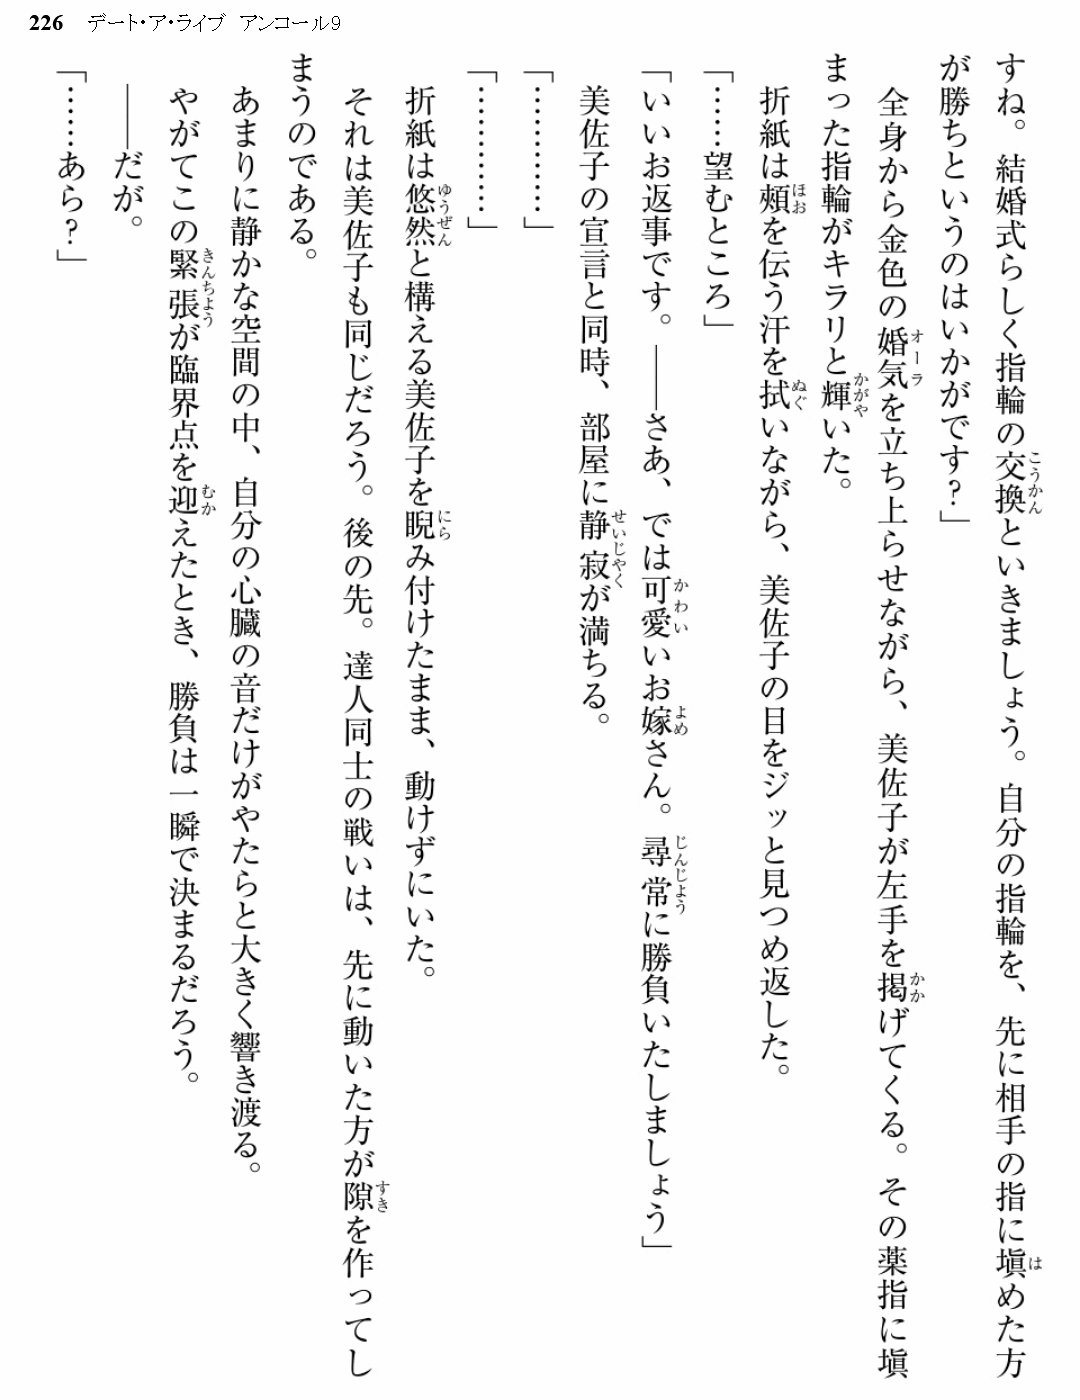 226　デート・ア・ライブ　アンコール9
すね。結婚式らしく指輪の交換といきましょう。自分の指輪を、先に相手の指に塡めた方
が勝ちというのはいかがです？」
全身から金色の婚気を立ち上らせながら、美佐子が左手を掲げてくる。その薬指に塡
まった指輪がキラリと輝いた。
折紙は頰を伝う汗を拭いながら、美佐子の目をジッと見つめ返した。
「……望むところ」
「いいお返事です。――さあ、では可愛いお嫁さん。尋常に勝負いたしましょう」
美佐子の宣言と同時、部屋に静寂が満ちる。
「…………」
「…………」
折紙は悠然と構える美佐子を睨み付けたまま、動けずにいた。
それは美佐子も同じだろう。後の先。達人同士の戦いは、先に動いた方が隙を作ってし
まうのである。
あまりに静かな空間の中、自分の心臓の音だけがやたらと大きく響き渡る。
やがてこの緊張が臨界点を迎えたとき、勝負は一瞬で決まるだろう。
――だが。
「……あら？」